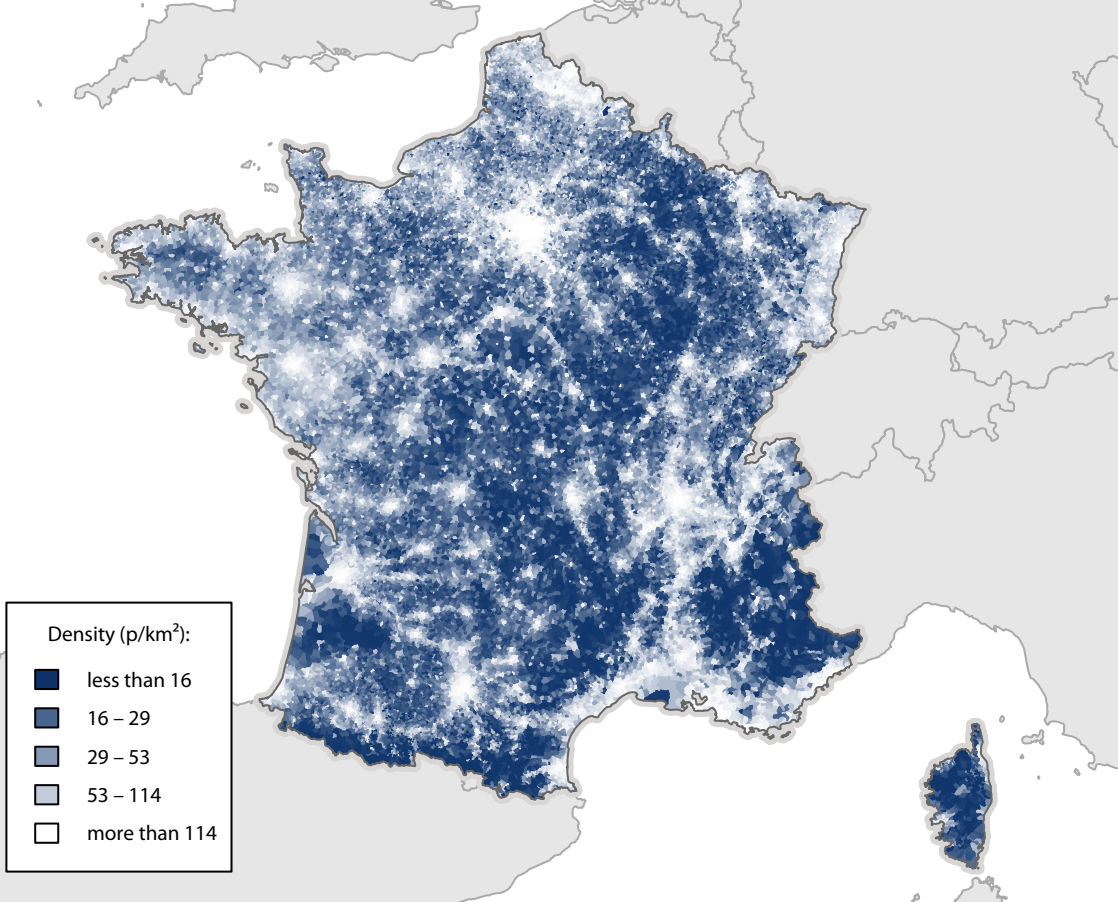 Density (p/km²):
less than 16
16 – 29
29 – 53
53 – 114
more than 114